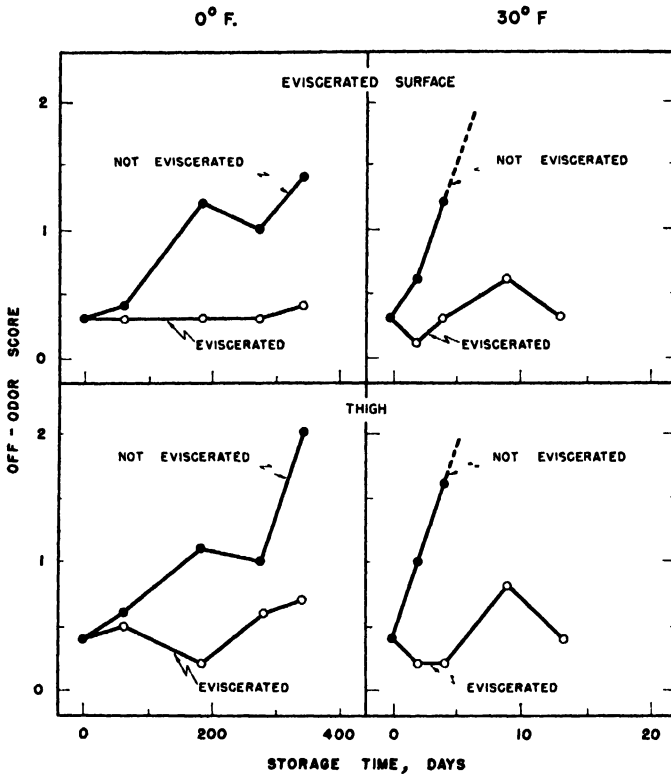 0° F.
30° F
EVISCERATED SURFACE
2
NOT EVISCERATED
NOT EVISCERATED
1
EVISCERATED
EVISCERATED
0
OFF-ODOR SCORE
THIGH
2
NOT EVISCERATED
NOT EVISCERATED
1
EVISCERATED
EVISCERATED
0
0 200 400 0 10 20
STORAGE TIME, DAYS